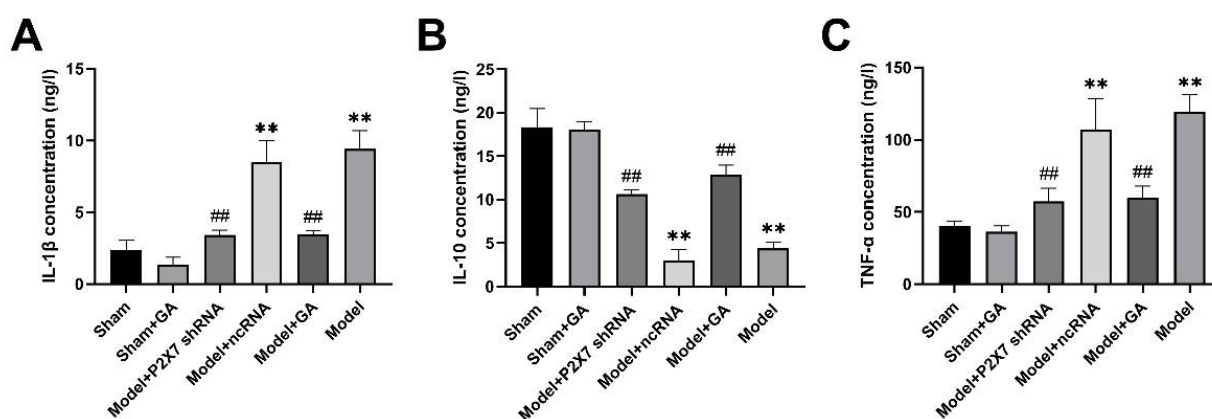 A
IL-1β concentration (ng/l)
15
10
5
0
**
**
##
##
Sham
Sham+GA
Model+P2X7 shRNA
Model+ncRNA
Model+GA
Model
B
IL-10 concentration (ng/l)
25
20
15
10
5
0
##
**
##
**
Sham
Sham+GA
Model+P2X7 shRNA
Model+ncRNA
Model+GA
Model
C
TNF-α concentration (ng/l)
150
100
50
0
##
**
##
**
Sham
Sham+GA
Model+P2X7 shRNA
Model+ncRNA
Model+GA
Model